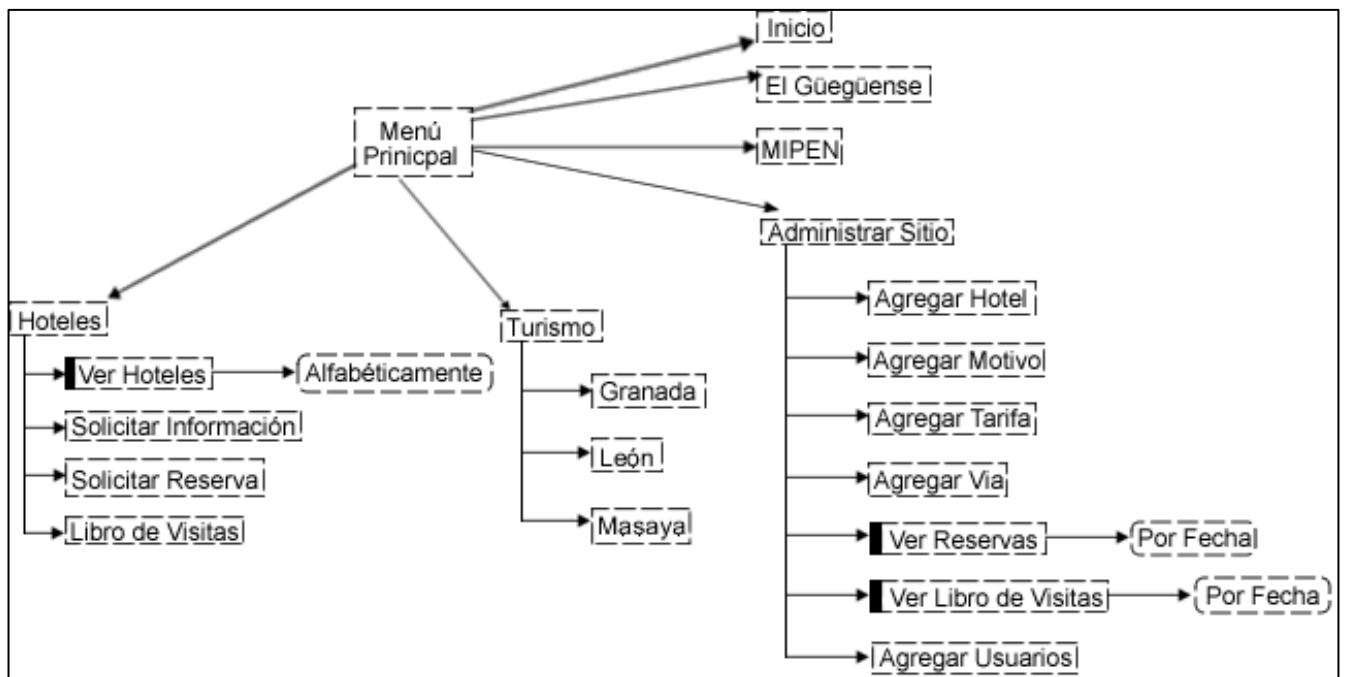 Inicio
El Güegüense
Menú
Prinicpal
MIPEN
Administrar Sitio
Hoteles
Ver Hoteles
Alfabéticamente
Solicitar Información
Solicitar Reserva
Libro de Visitas
Turismo
Granada
León
Masaya
Agregar Hotel
Agregar Motivo
Agregar Tarifa
Agregar Via
Ver Reservas
Por Fecha
Ver Libro de Visitas
Por Fecha
Agregar Usuarios